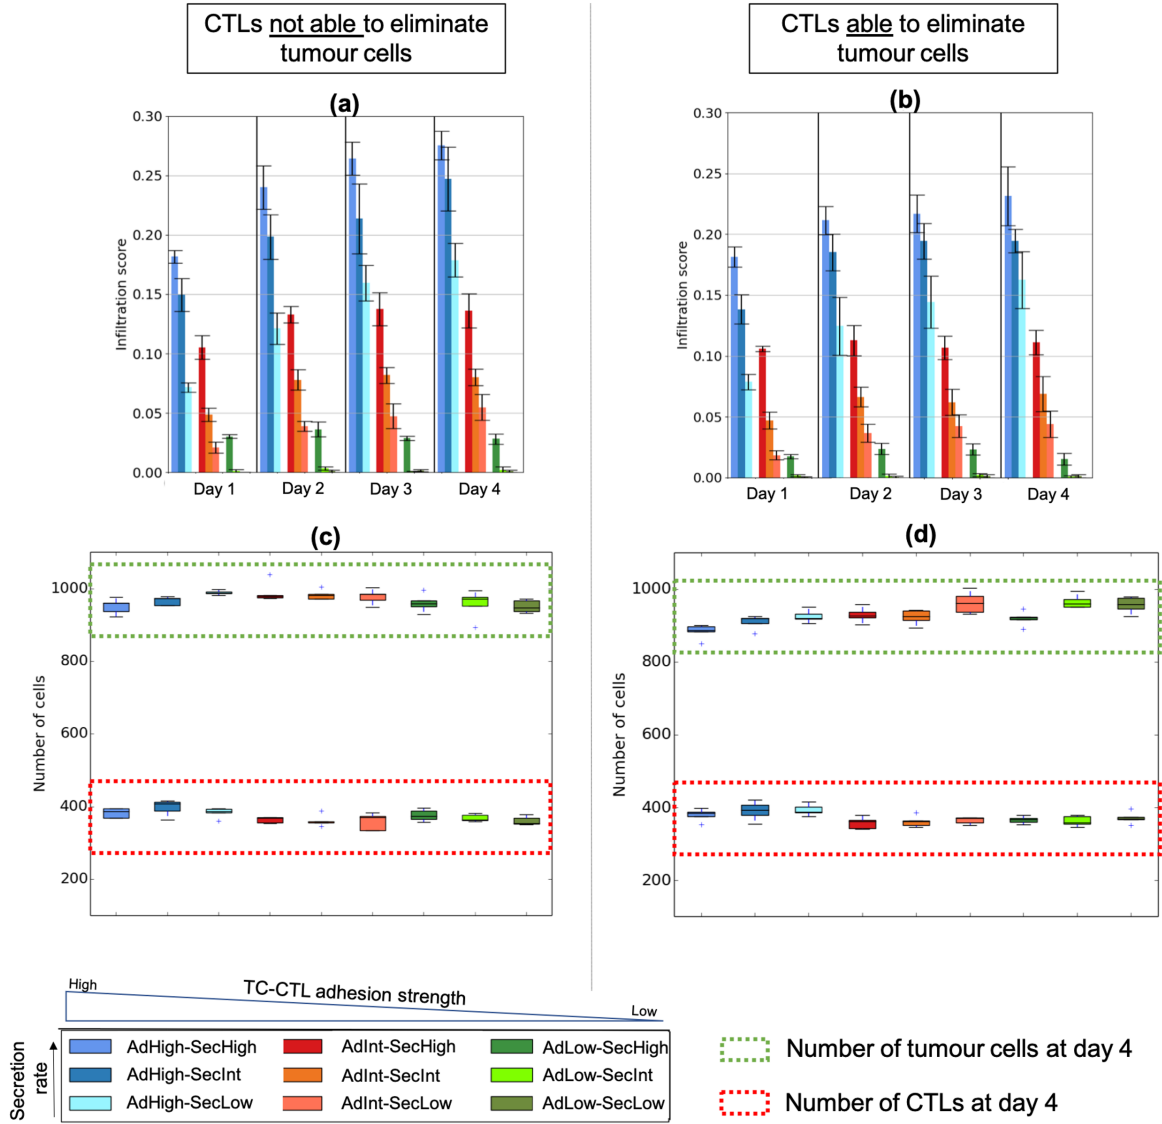 CTLs not able to eliminate
tumour cells
CTLs able to eliminate
tumour cells
(a)
0.30
0.25
0.20
0.15
0.10
0.05
0.00
Infiltration score
Day 1
Day 2
Day 3
Day 4
(b)
0.30
0.25
0.20
0.15
0.10
0.05
0.00
Infiltration score
Day 1
Day 2
Day 3
Day 4
(c)
1000
800
600
400
200
Number of cells
(d)
1000
800
600
400
200
Number of cells
High
TC-CTL adhesion strength
Low
Secretion
rate
AdHigh-SecHigh
AdInt-SecHigh
AdLow-SecHigh
AdHigh-SecInt
AdInt-SecInt
AdLow-SecInt
AdHigh-SecLow
AdInt-SecLow
AdLow-SecLow
Number of tumour cells at day 4
Number of CTLs at day 4